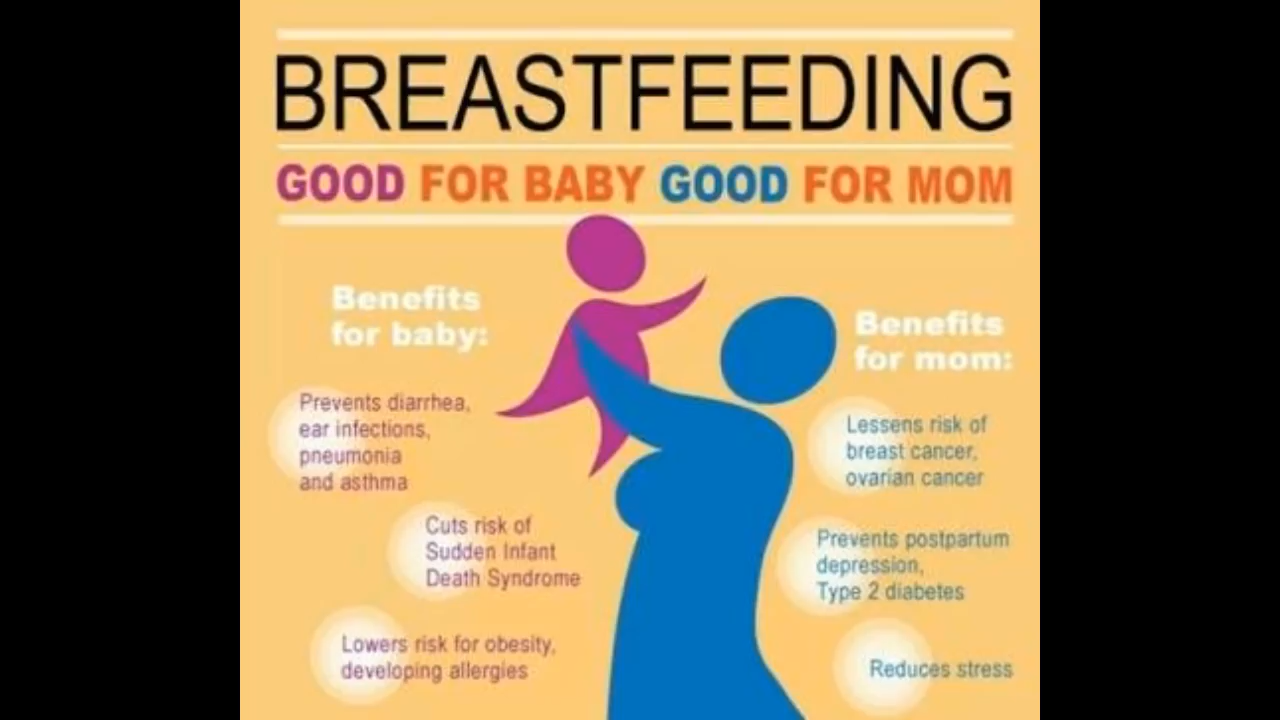 BREASTFEEDING
GOOD FOR BABY GOOD FOR MOM
Benefits
for baby:
Prevents diarrhea,
ear infections,
pneumonia
and asthma
Cuts risk of
Sudden Infant
Death Syndrome
Lowers risk for obesity,
developing allergies
Benefits
for mom:
Lessens risk of
breast cancer,
ovarian cancer
Prevents postpartum
depression,
Type 2 diabetes
Reduces stress